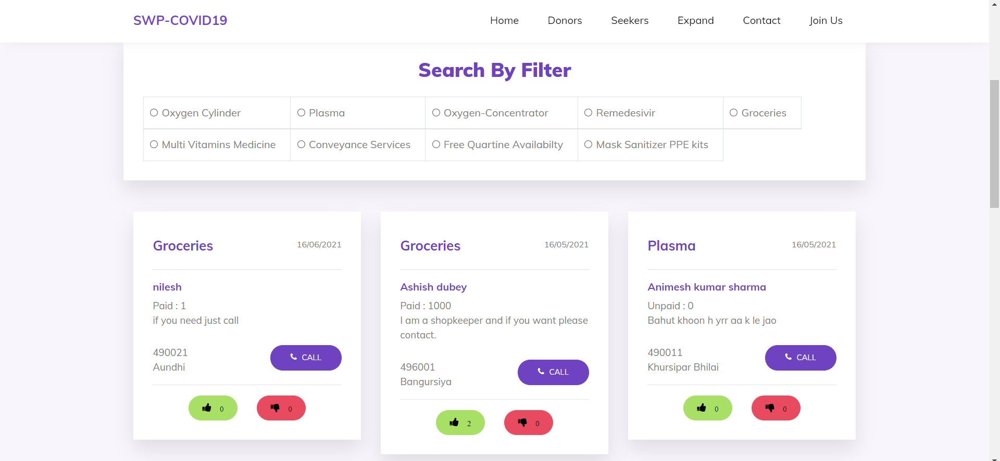 SWP-COVID19
Home Donors Seekers Expand Contact Join Us
Search By Filter
Oxygen Cylinder Plasma Oxygen-Concentrator Remedesivir Groceries
Multi Vitamins Medicine Conveyance Services Free Quartine Availabilty Mask Sanitizer PPE kits
Groceries 16/06/2021
nilesh
Paid : 1
if you need just call
490021
Aundhi
CALL
0 0
Groceries 16/05/2021
Ashish dubey
Paid : 1000
I am a shopkeeper and if you want please
contact.
496001
Bangursiya
CALL
2 0
Plasma 16/05/2021
Animesh kumar sharma
Unpaid : 0
Bahut khoon h yrr aa k le jao
490011
Khursipar Bhilai
CALL
0 0